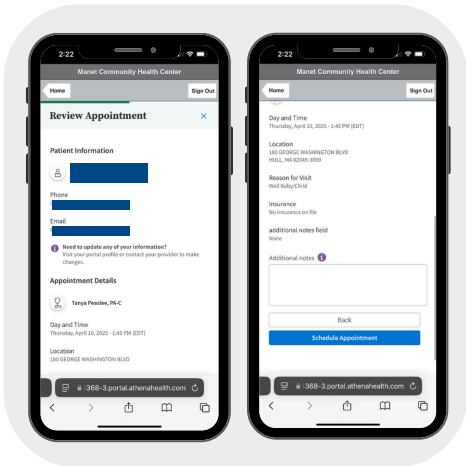 2:22
Manet Community Health Center
Home
Sign Out
Review Appointment
Patient Information
Phone
Email
Need to update any of your information?
Visit your portal profile or contact your provider to make
changes.
Appointment Details
Tanya Peaslee, PA-C
Day and Time
Thursday, April 10, 2025 - 1:45 PM (EDT)
Location
180 GEORGE WASHINGTON BLVD
368-3.portal.athenahealth.com
2:22
Manet Community Health Center
Home
Sign Out
Day and Time
Thursday, April 10, 2025 - 1:45 PM (EDT)
Location
180 GEORGE WASHINGTON BLVD
HULL, MA 02045-3069
Reason for Visit
Well Baby/Child
Insurance
No insurance on file
additional notes field
None
Additional notes
Back
Schedule Appointment
368-3.portal.athenahealth.com